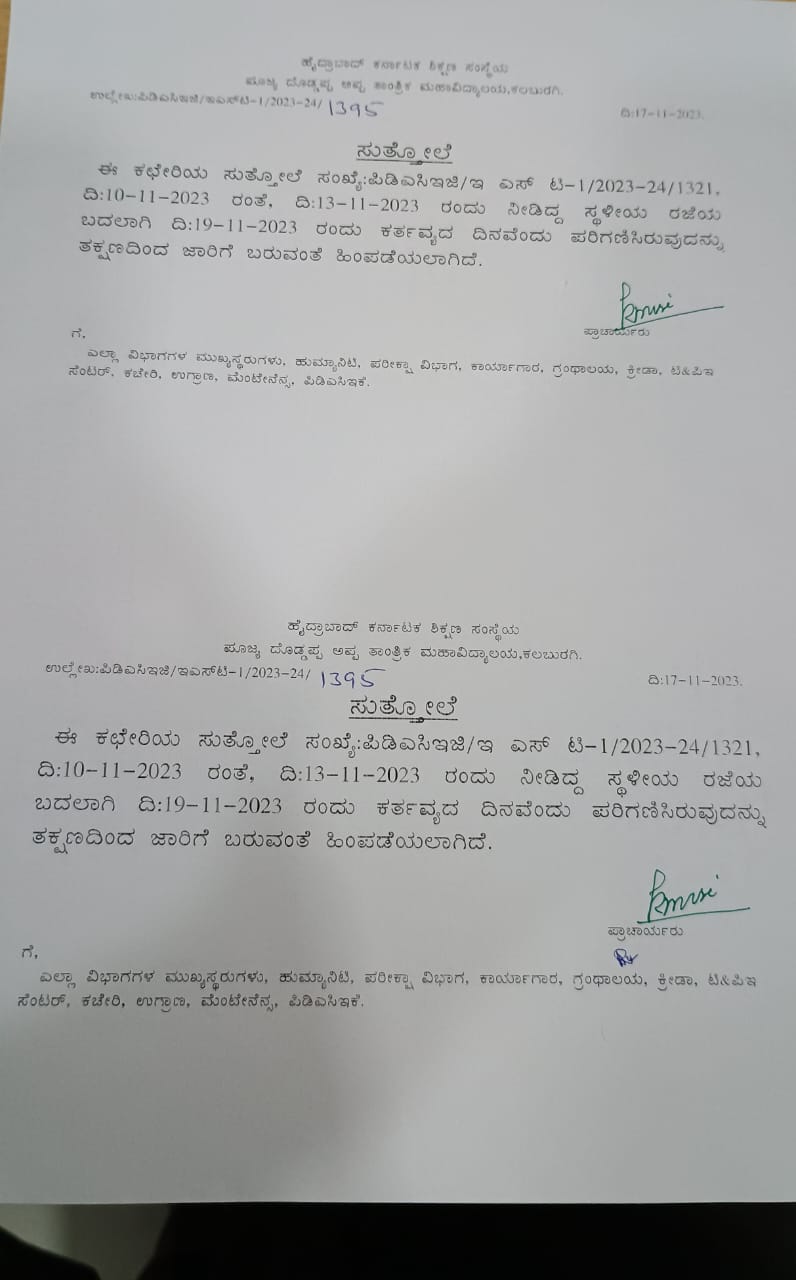 ಹೈದ್ರಾಬಾದ್ ಕರ್ನಾಟಕ ಶಿಕ್ಷಣ ಸಂಸ್ಥೆಯ
ಪೂಜ್ಯ ದೊಡ್ಡಪ್ಪ ಅಪ್ಪ ತಾಂತ್ರಿಕ ಮಹಾವಿದ್ಯಾಲಯ,ಕಲಬುರಗಿ.
ಉಲ್ಲೇಖ:ಪಿಡಿಎಸಿಇಜಿ/ಇಎಸ್‌ಟಿ-1/2023-24/ 1395 ದಿ:17-11-2023.
ಸುತ್ತೋಲೆ
ಈ ಕಛೇರಿಯ ಸುತ್ತೋಲೆ ಸಂಖ್ಯೆ:ಪಿಡಿಎಸಿಇಜಿ/ಇ ಎಸ್ ಟಿ-1/2023-24/1321,
ದಿ:10-11-2023 ರಂತೆ, ದಿ:13-11-2023 ರಂದು ನೀಡಿದ್ದ ಸ್ಥಳೀಯ ರಜೆಯ
ಬದಲಾಗಿ ದಿ:19-11-2023 ರಂದು ಕರ್ತವ್ಯದ ದಿನವೆಂದು ಪರಿಗಣಿಸಿರುವುದನ್ನು
ತಕ್ಷಣದಿಂದ ಜಾರಿಗೆ ಬರುವಂತೆ ಹಿಂಪಡೆಯಲಾಗಿದೆ.
ಪ್ರಾಚಾರ್ಯರು
ಗೆ,
ಎಲ್ಲಾ ವಿಭಾಗಗಳ ಮುಖ್ಯಸ್ಥರುಗಳು, ಹುಮ್ಯಾನಿಟಿ, ಪರೀಕ್ಷಾ ವಿಭಾಗ, ಕಾರ್ಯಾಗಾರ, ಗ್ರಂಥಾಲಯ, ಕ್ರೀಡಾ, ಟಿ&ಪಿಇ
ಸೆಂಟರ್, ಕಚೇರಿ, ಉಗ್ರಾಣ, ಮೆಂಟೇನೆನ್ಸ, ಪಿಡಿಎಸಿಇಕೆ.
ಹೈದ್ರಾಬಾದ್ ಕರ್ನಾಟಕ ಶಿಕ್ಷಣ ಸಂಸ್ಥೆಯ
ಪೂಜ್ಯ ದೊಡ್ಡಪ್ಪ ಅಪ್ಪ ತಾಂತ್ರಿಕ ಮಹಾವಿದ್ಯಾಲಯ,ಕಲಬುರಗಿ.
ಉಲ್ಲೇಖ:ಪಿಡಿಎಸಿಇಜಿ/ಇಎಸ್‌ಟಿ-1/2023-24/ 1395 ದಿ:17-11-2023.
ಸುತ್ತೋಲೆ
ಈ ಕಛೇರಿಯ ಸುತ್ತೋಲೆ ಸಂಖ್ಯೆ:ಪಿಡಿಎಸಿಇಜಿ/ಇ ಎಸ್ ಟಿ-1/2023-24/1321,
ದಿ:10-11-2023 ರಂತೆ, ದಿ:13-11-2023 ರಂದು ನೀಡಿದ್ದ ಸ್ಥಳೀಯ ರಜೆಯ
ಬದಲಾಗಿ ದಿ:19-11-2023 ರಂದು ಕರ್ತವ್ಯದ ದಿನವೆಂದು ಪರಿಗಣಿಸಿರುವುದನ್ನು
ತಕ್ಷಣದಿಂದ ಜಾರಿಗೆ ಬರುವಂತೆ ಹಿಂಪಡೆಯಲಾಗಿದೆ.
ಪ್ರಾಚಾರ್ಯರು
ಗೆ,
ಎಲ್ಲಾ ವಿಭಾಗಗಳ ಮುಖ್ಯಸ್ಥರುಗಳು, ಹುಮ್ಯಾನಿಟಿ, ಪರೀಕ್ಷಾ ವಿಭಾಗ, ಕಾರ್ಯಾಗಾರ, ಗ್ರಂಥಾಲಯ, ಕ್ರೀಡಾ, ಟಿ&ಪಿಇ
ಸೆಂಟರ್, ಕಚೇರಿ, ಉಗ್ರಾಣ, ಮೆಂಟೇನೆನ್ಸ, ಪಿಡಿಎಸಿಇಕೆ.